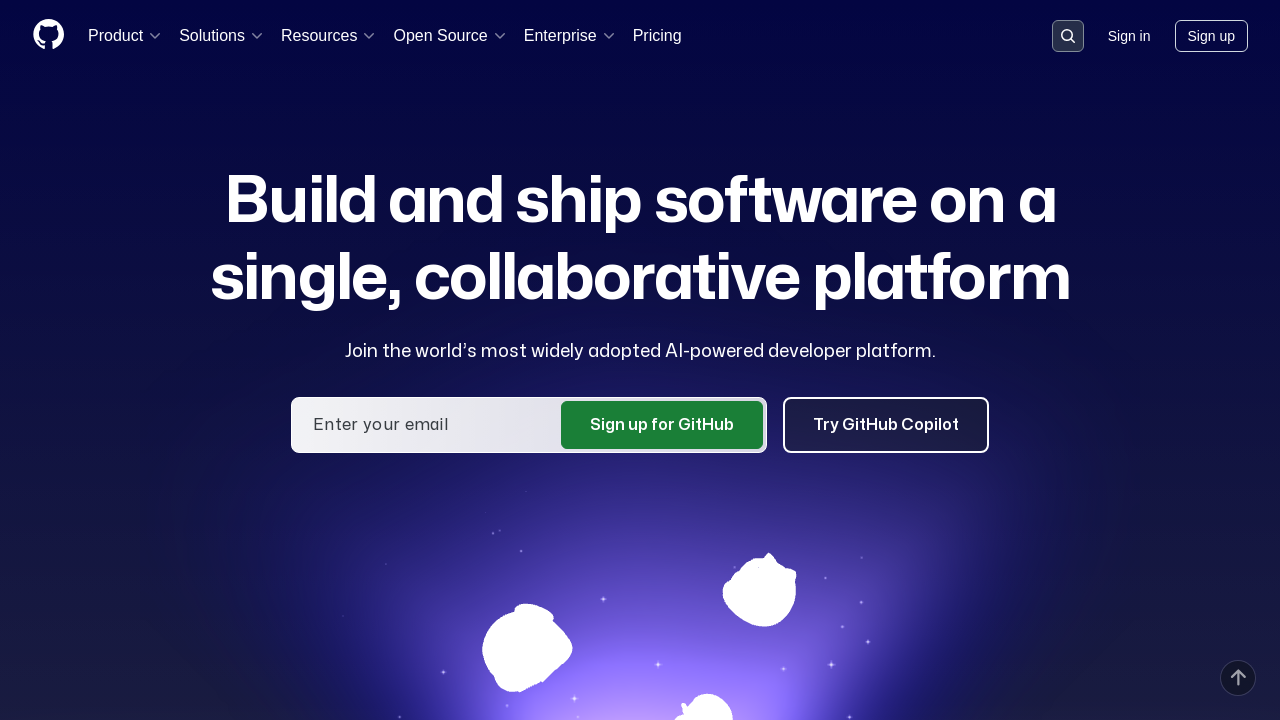 Product Solutions Resources Open Source Enterprise Pricing Sign in Sign up
Build and ship software on a
single, collaborative platform
Join the world’s most widely adopted AI-powered developer platform.
Enter your email Sign up for GitHub Try GitHub Copilot